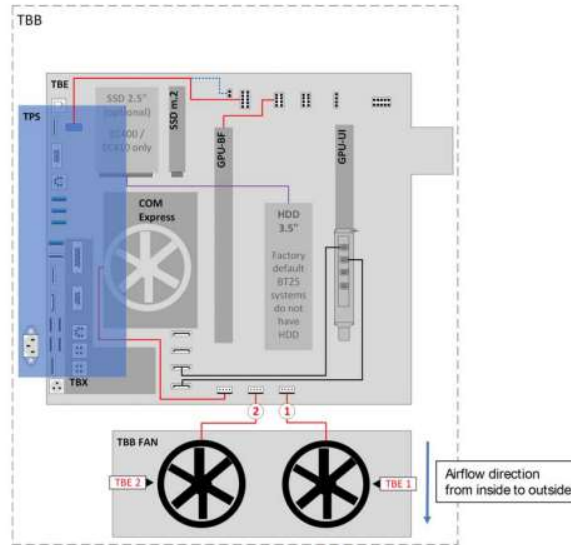 TBB
TBE
TPS
SSD 2.5"
(optional)
only
SSD m.2
GPU-BF
GPU-UI
COM
Express
HDD
3.5"
Factory
default
BT25
systems
do not
have
HDD
TBX
2
1
TBB FAN
TBE 2
TBE 1
Airflow direction
from inside to outside